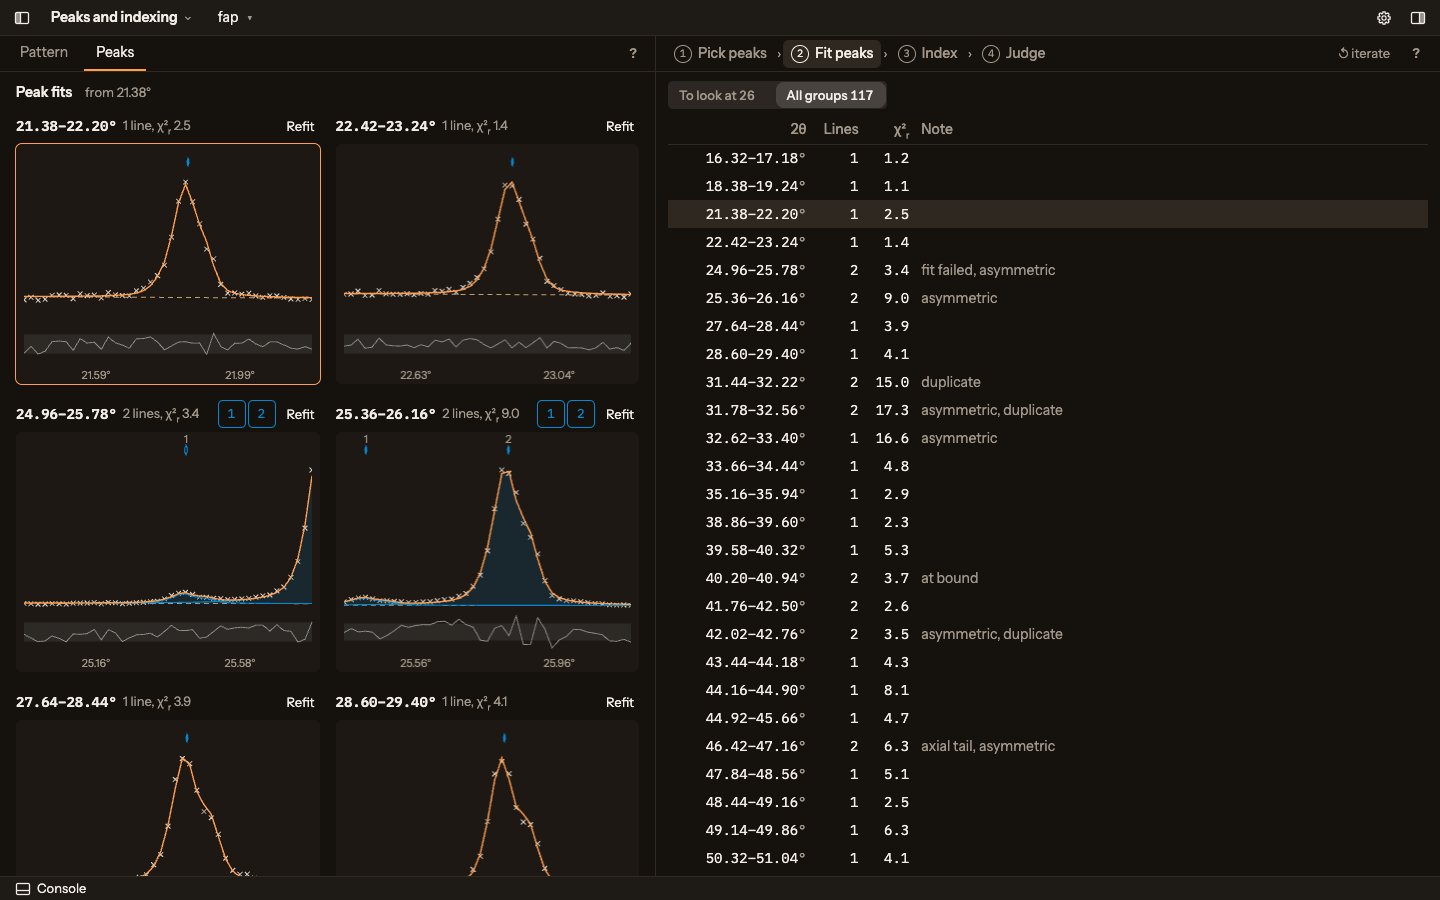 Peaks and indexing fap
Pattern Peaks ?
1 Pick peaks › 2 Fit peaks › 3 Index › 4 Judge iterate ?
Peak fits from 21.38°
21.38–22.20° 1 line, χ²r 2.5 Refit
21.59° 21.99°
22.42–23.24° 1 line, χ²r 1.4 Refit
22.63° 23.04°
24.96–25.78° 2 lines, χ²r 3.4 1 2 Refit
1
25.16° 25.58°
25.36–26.16° 2 lines, χ²r 9.0 1 2 Refit
1 2
25.56° 25.96°
27.64–28.44° 1 line, χ²r 3.9 Refit
28.60–29.40° 1 line, χ²r 4.1 Refit
To look at 26 All groups 117
2θ Lines χ²r Note
16.32–17.18° 1 1.2
18.38–19.24° 1 1.1
21.38–22.20° 1 2.5
22.42–23.24° 1 1.4
24.96–25.78° 2 3.4 fit failed, asymmetric
25.36–26.16° 2 9.0 asymmetric
27.64–28.44° 1 3.9
28.60–29.40° 1 4.1
31.44–32.22° 2 15.0 duplicate
31.78–32.56° 2 17.3 asymmetric, duplicate
32.62–33.40° 1 16.6 asymmetric
33.66–34.44° 1 4.8
35.16–35.94° 1 2.9
38.86–39.60° 1 2.3
39.58–40.32° 1 5.3
40.20–40.94° 2 3.7 at bound
41.76–42.50° 2 2.6
42.02–42.76° 2 3.5 asymmetric, duplicate
43.44–44.18° 1 4.3
44.16–44.90° 1 8.1
44.92–45.66° 1 4.7
46.42–47.16° 2 6.3 axial tail, asymmetric
47.84–48.56° 1 5.1
48.44–49.16° 1 2.5
49.14–49.86° 1 6.3
50.32–51.04° 1 4.1
Console